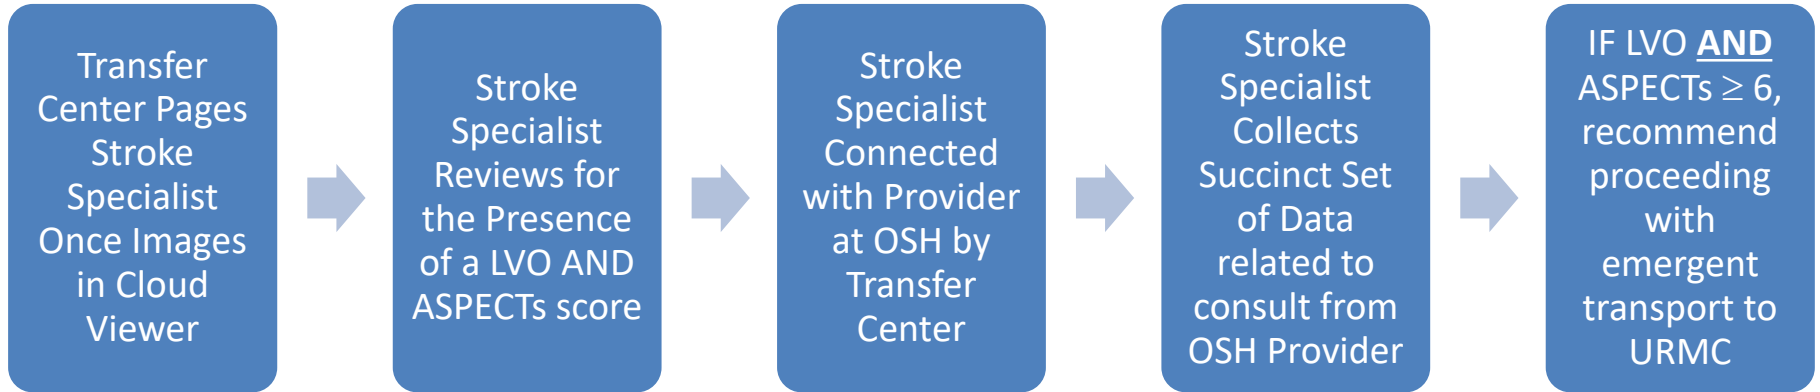 Transfer
Center Pages
Stroke
Specialist
Once Images
in Cloud
Viewer
Stroke
Specialist
Reviews for
the Presence
of a LVO AND
ASPECTs score
Stroke
Specialist
Connected
with Provider
at OSH by
Transfer
Center
Stroke
Specialist
Collects
Succinct Set
of Data
related to
consult from
OSH Provider
IF LVO AND
ASPECTs ≥ 6,
recommend
proceeding
with
emergent
transport to
URMC